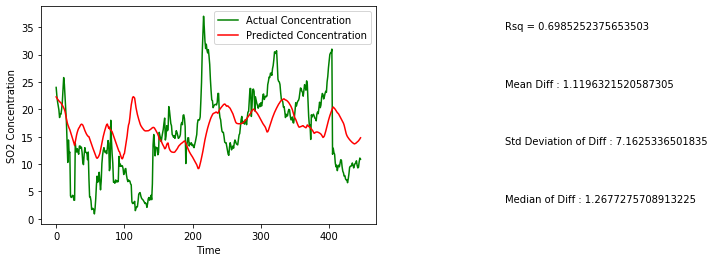 Actual Concentration
Predicted Concentration
SO2 Concentration
35
30
25
20
15
10
5
0
0
100
200
300
400
Time
Rsq = 0.6985252375653503
Mean Diff : 1.1196321520587305
Std Deviation of Diff : 7.1625336501835
Median of Diff : 1.2677275708913225